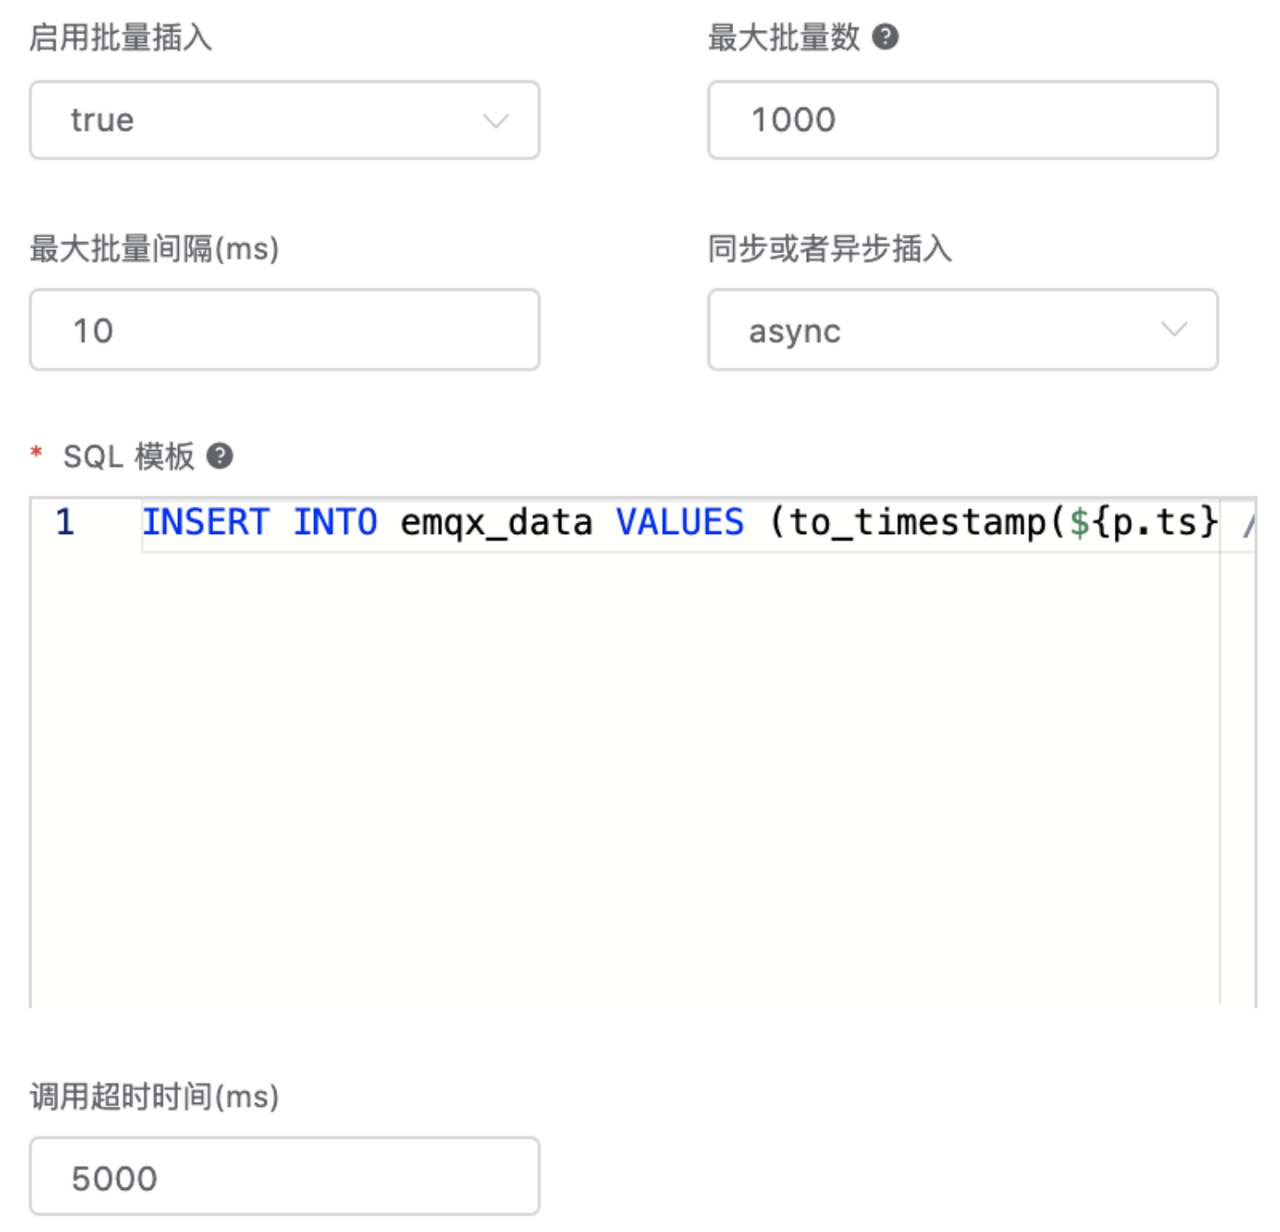 启用批量插入 最大批量数 ?
true 1000
最大批量间隔(ms) 同步或者异步插入
10 async
* SQL 模板 ?
1 INSERT INTO emqx_data VALUES (to_timestamp(${p.ts} /
调用超时时间(ms)
5000